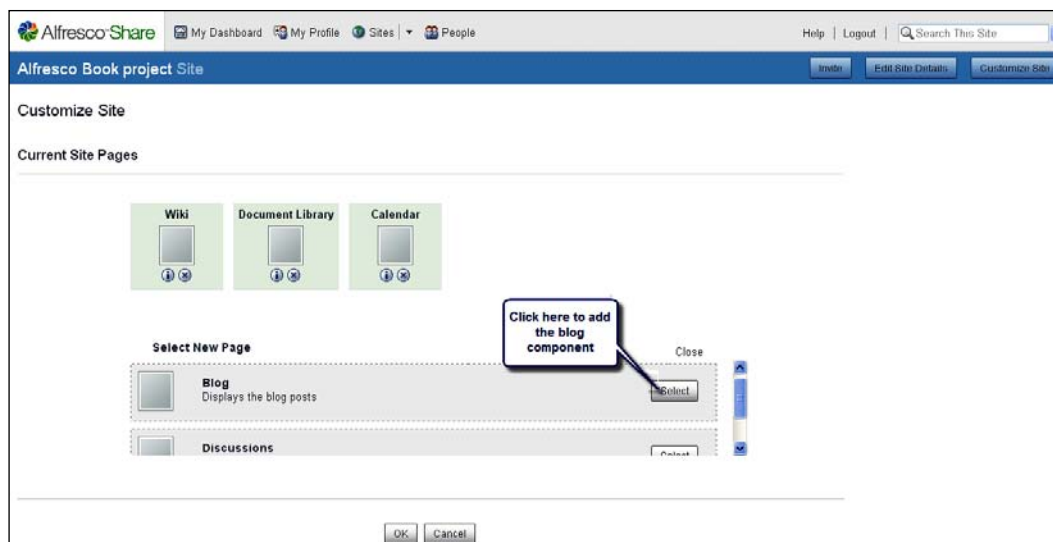 Alfresco Share My Dashboard My Profile Sites People Help | Logout | Search This Site
Alfresco Book project Site Invite Edit Site Details Customize Site
Customize Site
Current Site Pages
Wiki Document Library Calendar
Click here to add
the blog
component
Select New Page Close
Blog
Displays the blog posts
Select
Discussions
Select
OK Cancel